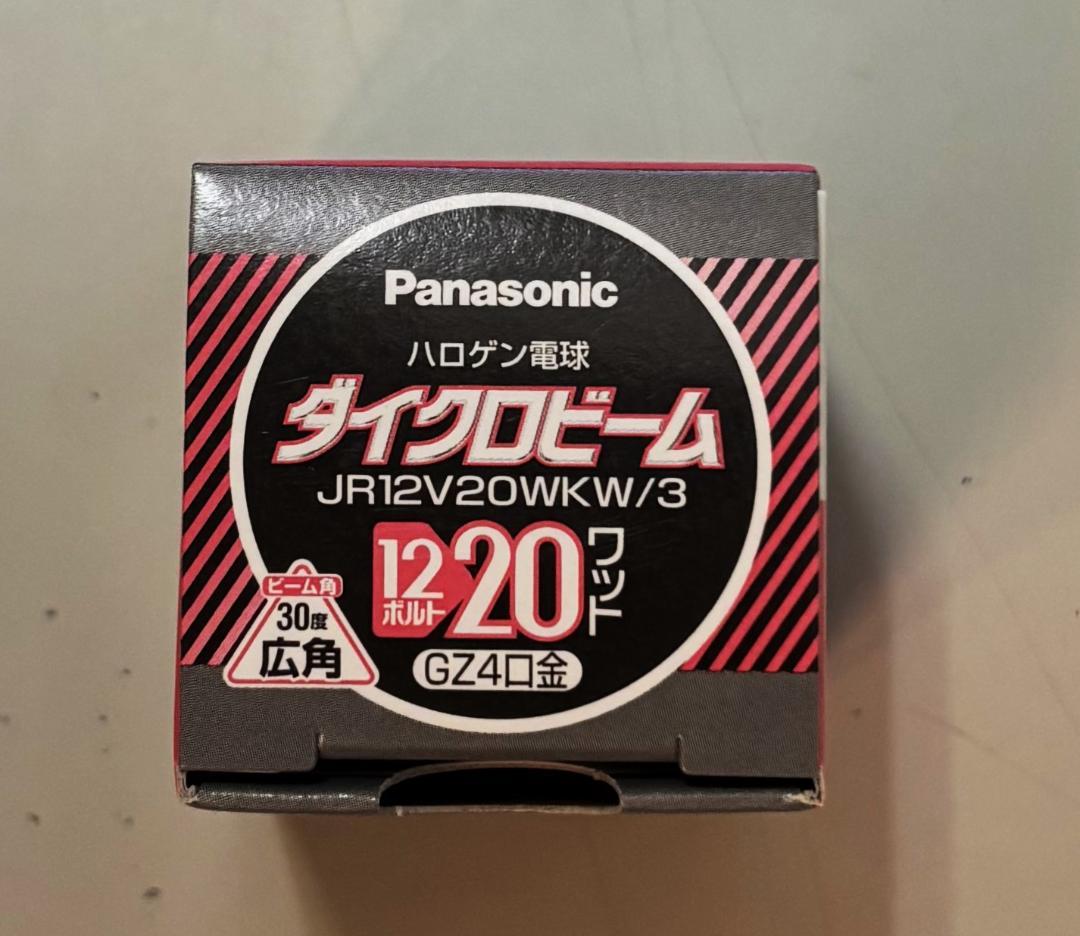 Panasonic
ハロゲン電球
ダイクロビーム
JR12V20WKW/3
12
ボルト
20
ワット
GZ4口金
ビーム角
30度
広角